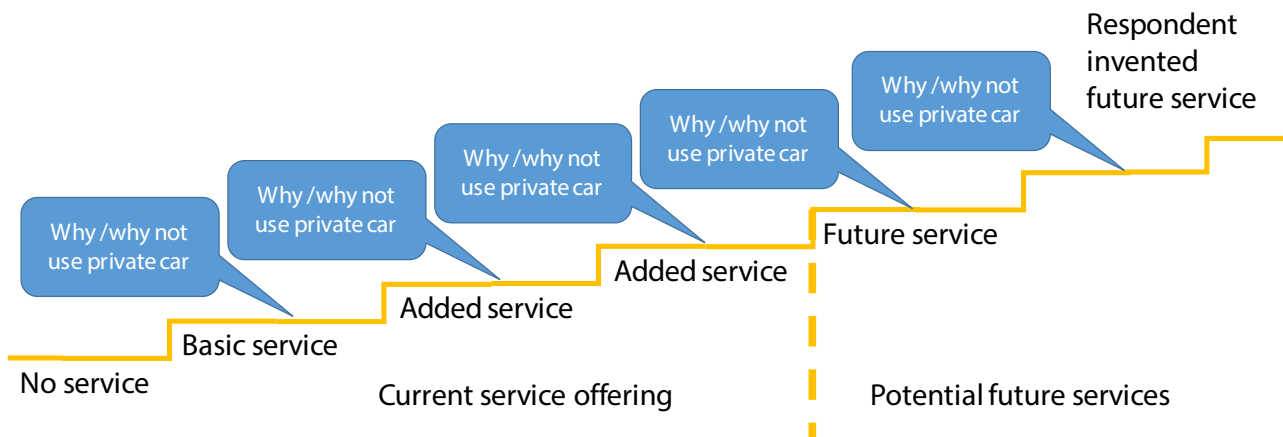 Respondent
invented
future service
Why /why not
use private car
Why /why not
use private car
Why /why not
use private car
Why /why not
use private car
Why /why not
use private car
Future service
Added service
Added service
Basic service
No service
Current service offering
Potential future services